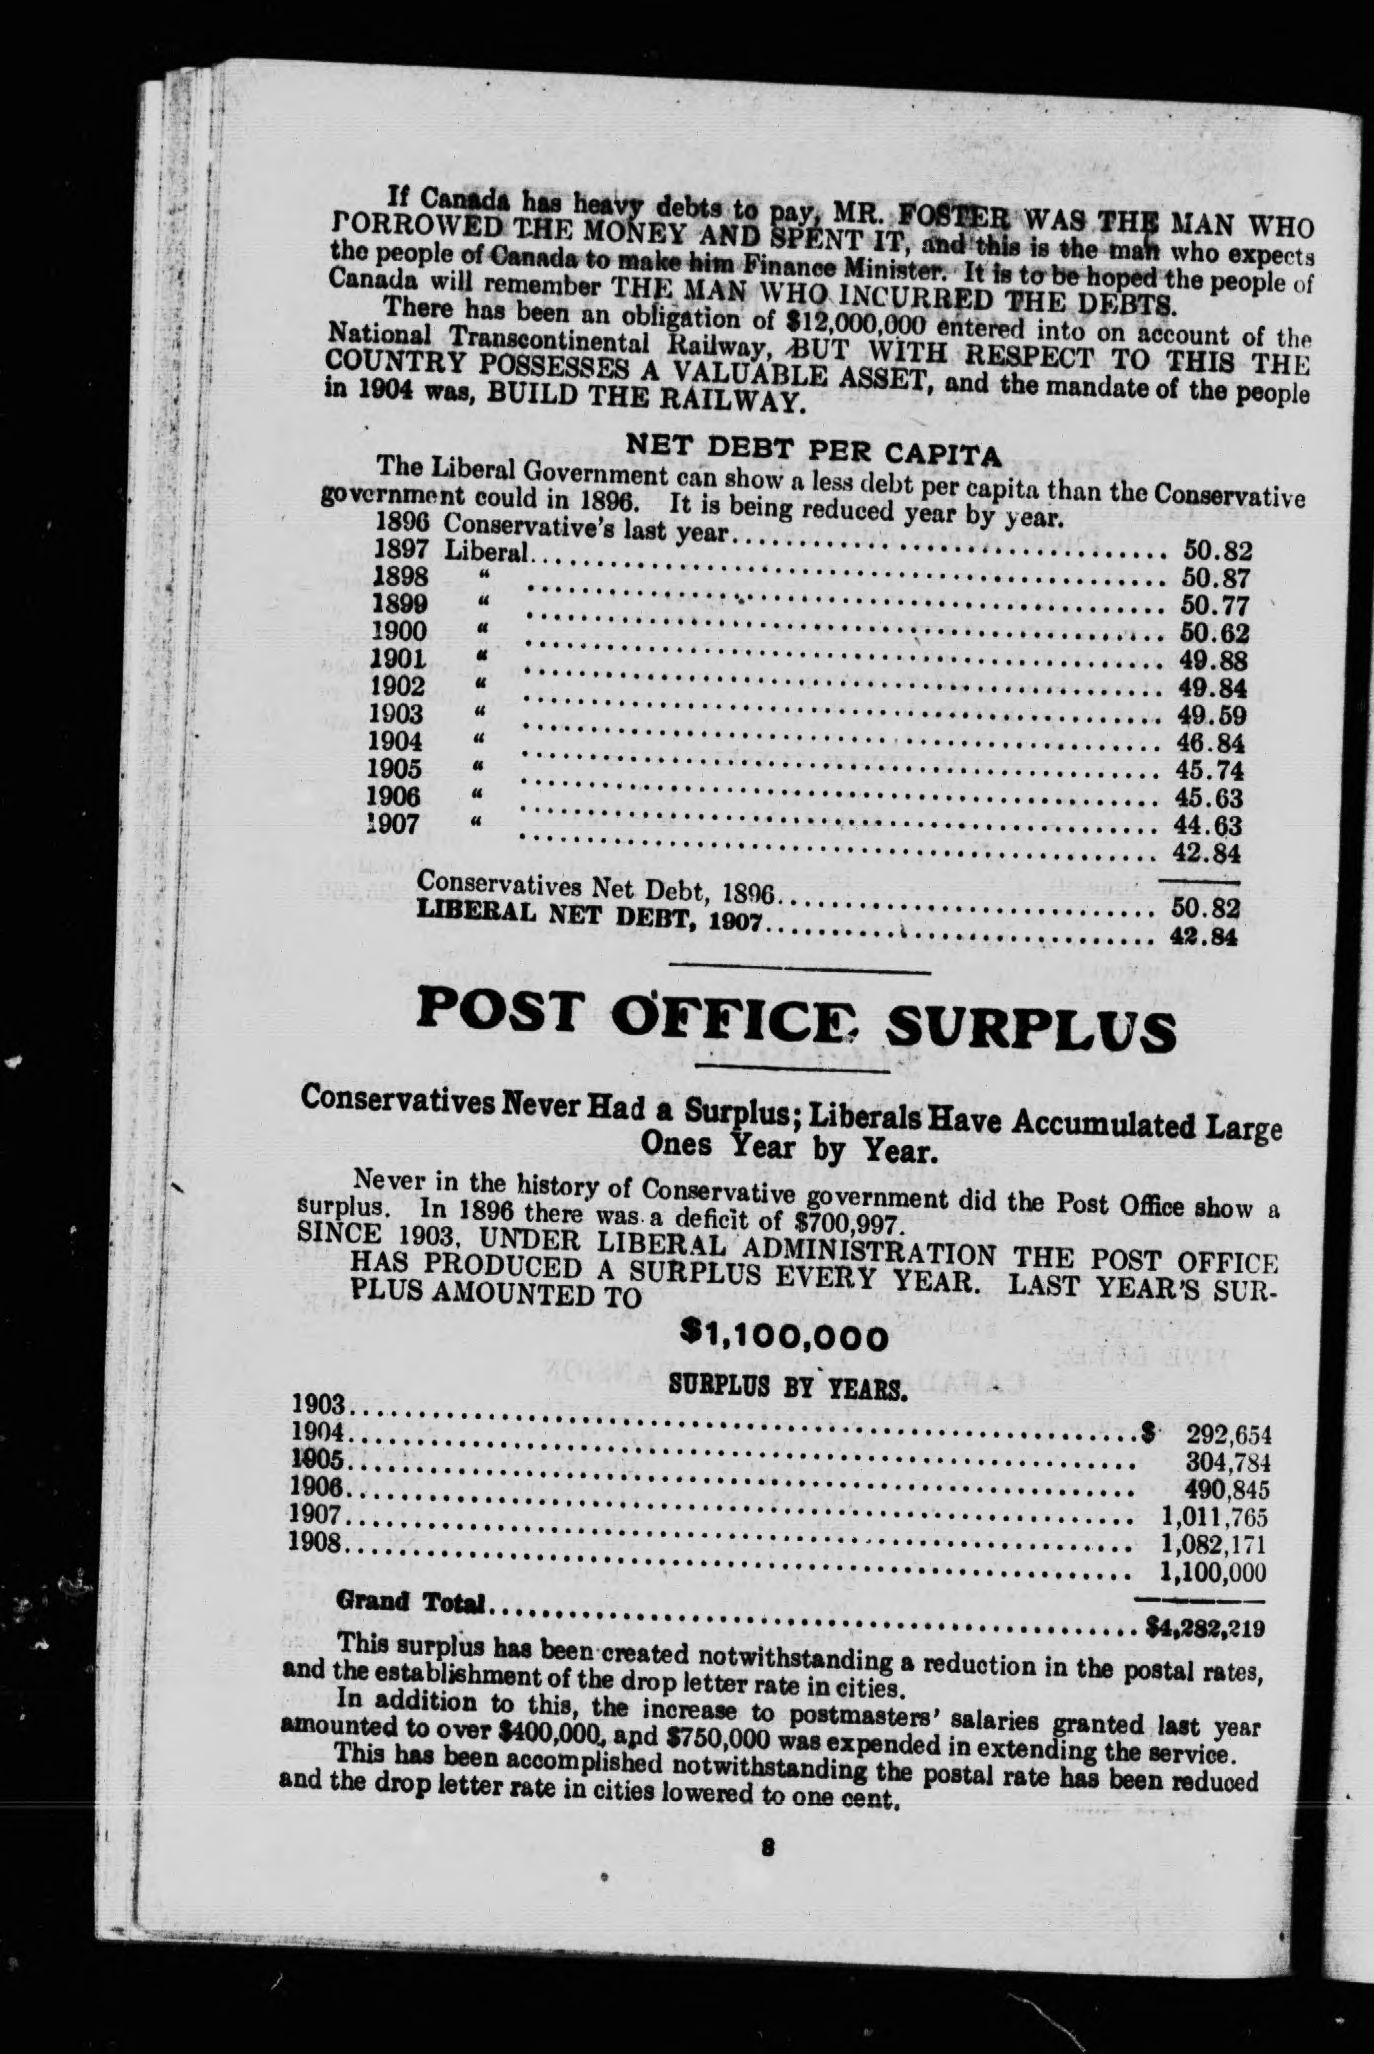 If Canada has heavy debts to pay, MR. FOSTER WAS THE MAN WHO
BORROWED THE MONEY AND SPENT IT, and this is the man who expects
the people of Canada to make him Finance Minister. It is to be hoped the people of
Canada will remember THE MAN WHO INCURRED THE DEBTS.
There has been an obligation of $12,000,000 entered into on account of the
National Transcontinental Railway, BUT WITH RESPECT TO THIS THE
COUNTRY POSSESSES A VALUABLE ASSET, and the mandate of the people
in 1904 was, BUILD THE RAILWAY.
NET DEBT PER CAPITA
The Liberal Government can show a less debt per capita than the Conservative
government could in 1896. It is being reduced year by year.
1896 Conservative's last year................................ 50.82
1897 Liberal................................ 50.87
1898 " ................................ 50.77
1899 " ................................ 50.62
1900 " ................................ 49.88
1901 " ................................ 49.84
1902 " ................................ 49.59
1903 " ................................ 46.84
1904 " ................................ 45.74
1905 " ................................ 45.63
1906 " ................................ 44.63
1907 " ................................ 42.84
Conservatives Net Debt, 1896................................ 50.82
LIBERAL NET DEBT, 1907................................ 42.84
POST OFFICE SURPLUS
Conservatives Never Had a Surplus; Liberals Have Accumulated Large
Ones Year by Year.
Never in the history of Conservative government did the Post Office show a
surplus. In 1896 there was a deficit of $700,997.
SINCE 1903, UNDER LIBERAL ADMINISTRATION THE POST OFFICE
HAS PRODUCED A SURPLUS EVERY YEAR. LAST YEAR'S SUR-
PLUS AMOUNTED TO
$1,100,000
SURPLUS BY YEARS.
1903................................$ 292,654
1904................................ 304,784
1905................................ 490,845
1906................................ 1,011,765
1907................................ 1,082,171
1908................................ 1,100,000
Grand Total................................$4,282,219
This surplus has been created notwithstanding a reduction in the postal rates,
and the establishment of the drop letter rate in cities.
In addition to this, the increase to postmasters' salaries granted last year
amounted to over $400,000, and $750,000 was expended in extending the service.
This has been accomplished notwithstanding the postal rate has been reduced
and the drop letter rate in cities lowered to one cent.
8